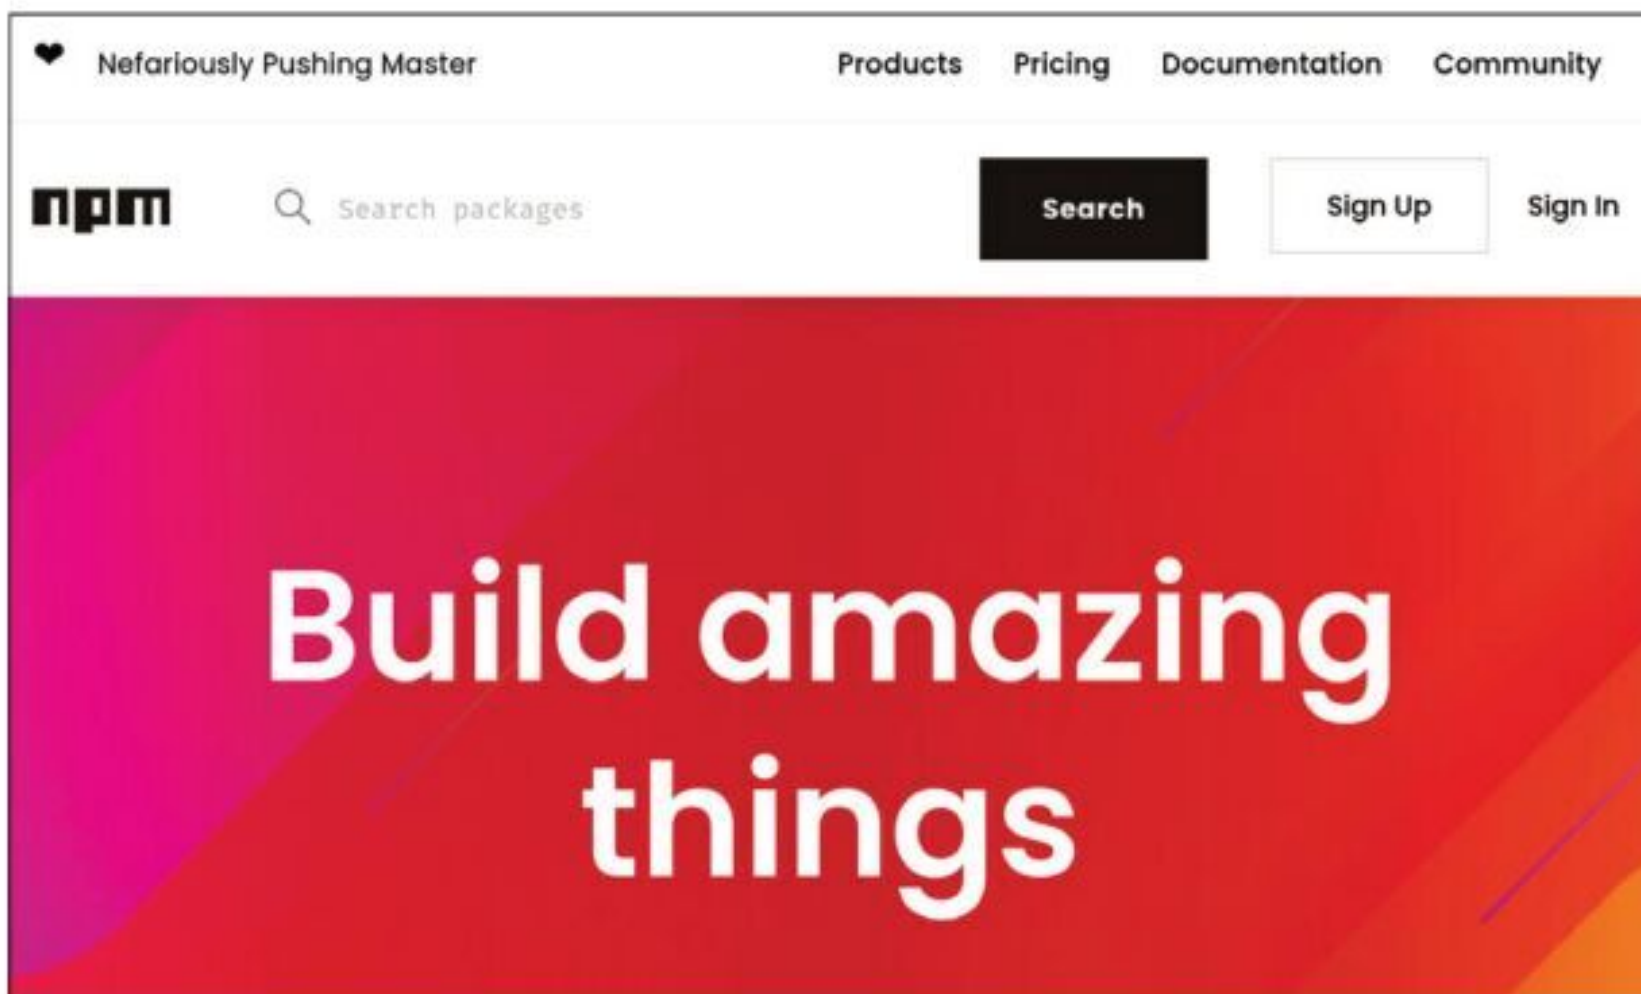 ❤ Nefariously Pushing Master Products Pricing Documentation Community
npm Search packages Search Sign Up Sign In
Build amazing
things